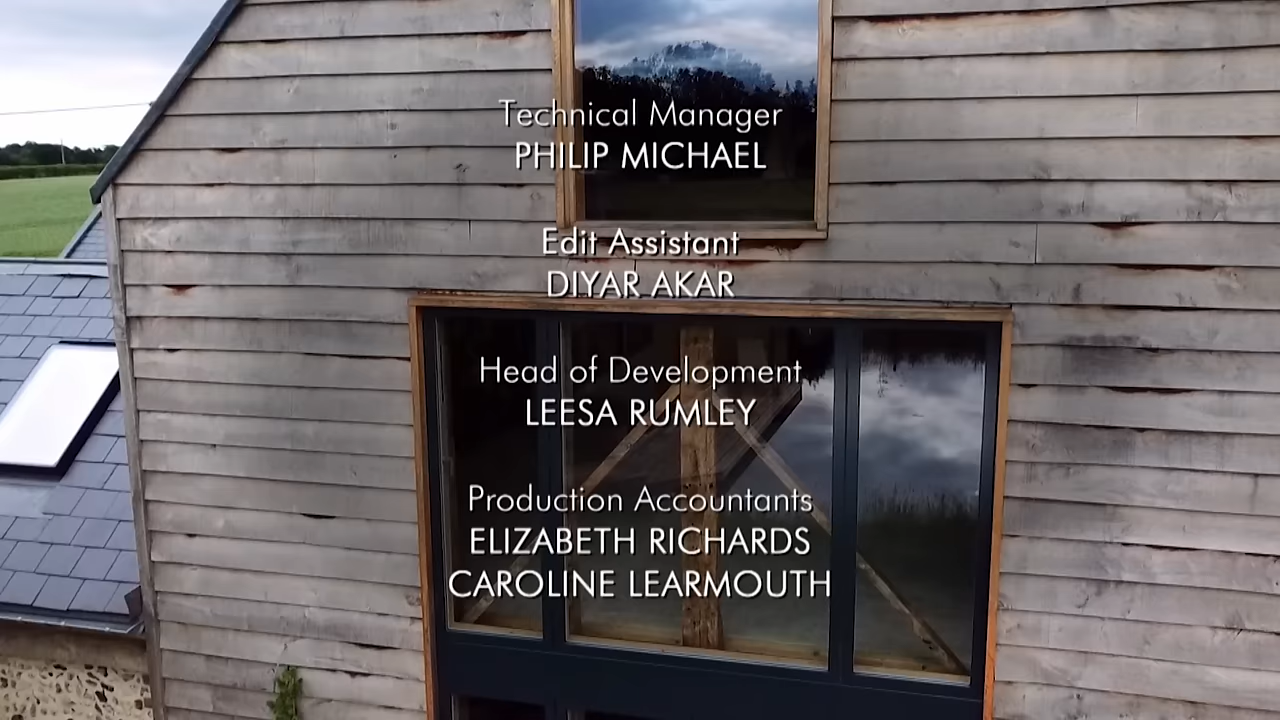 Technical Manager
PHILIP MICHAEL
Edit Assistant
DIYAR AKAR
Head of Development
LEESA RUMLEY
Production Accountants
ELIZABETH RICHARDS
CAROLINE LEARMOUTH